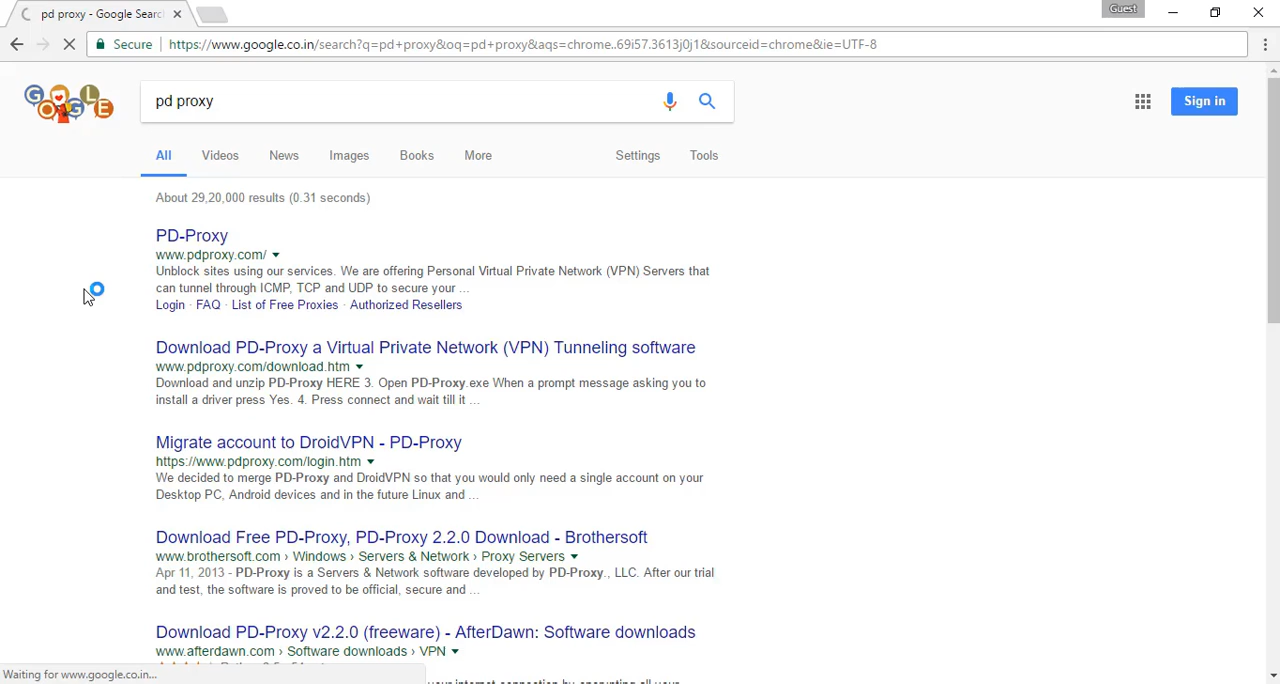 pd proxy - Google Searc
Guest
Secure
https://www.google.co.in/search?q=pd+proxy&oq=pd+proxy&aqs=chrome..69i57.3613j0j1&sourceid=chrome&ie=UTF-8
GOOGLE
pd proxy
Sign in
All Videos News Images Books More Settings Tools
About 29,20,000 results (0.31 seconds)
PD-Proxy
www.pdproxy.com/
Unblock sites using our services. We are offering Personal Virtual Private Network (VPN) Servers that
can tunnel through ICMP, TCP and UDP to secure your ...
Login · FAQ · List of Free Proxies · Authorized Resellers
Download PD-Proxy a Virtual Private Network (VPN) Tunneling software
www.pdproxy.com/download.htm
Download and unzip PD-Proxy HERE 3. Open PD-Proxy.exe When a prompt message asking you to
install a driver press Yes. 4. Press connect and wait till it ...
Migrate account to DroidVPN - PD-Proxy
https://www.pdproxy.com/login.htm
We decided to merge PD-Proxy and DroidVPN so that you would only need a single account on your
Desktop PC, Android devices and in the future Linux and ...
Download Free PD-Proxy, PD-Proxy 2.2.0 Download - Brothersoft
www.brothersoft.com › Windows › Servers & Network › Proxy Servers
Apr 11, 2013 - PD-Proxy is a Servers & Network software developed by PD-Proxy., LLC. After our trial
and test, the software is proved to be official, secure and ...
Download PD-Proxy v2.2.0 (freeware) - AfterDawn: Software downloads
www.afterdawn.com › Software downloads › VPN
Waiting for www.google.co.in...
your internet connection by encrypting all your